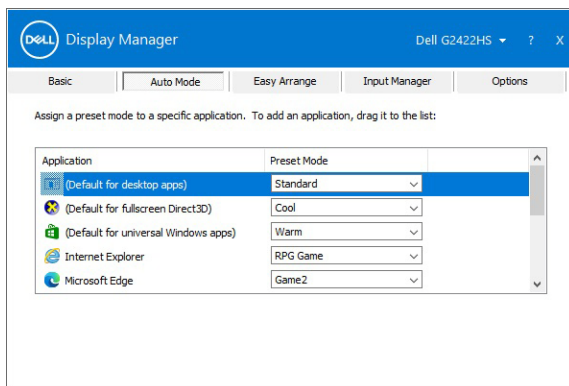 DELL Display Manager Dell G2422HS ? X
Basic Auto Mode Easy Arrange Input Manager Options
Assign a preset mode to a specific application. To add an application, drag it to the list:
Application Preset Mode
(Default for desktop apps) Standard
(Default for fullscreen Direct3D) Cool
(Default for universal Windows apps) Warm
Internet Explorer RPG Game
Microsoft Edge Game2